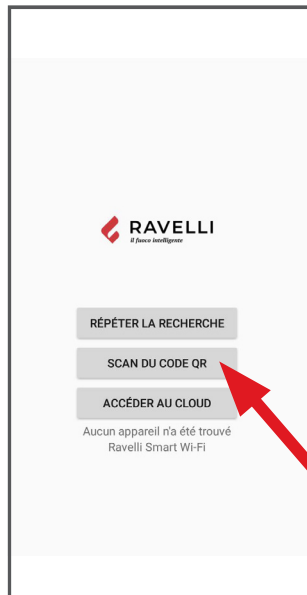 RAVELLI
il fuoco intelligente
RÉPÉTER LA RECHERCHE
SCAN DU CODE QR
ACCÉDER AU CLOUD
Aucun appareil n'a été trouvé
Ravelli Smart Wi-Fi